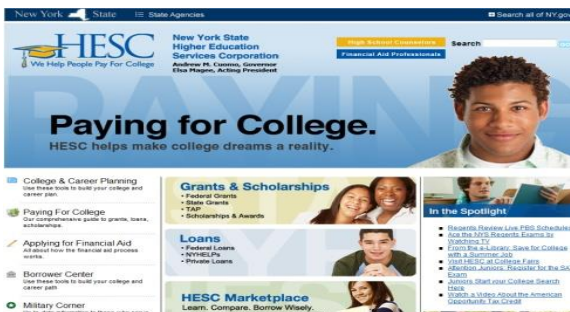 New York State
State Agencies
Search all of NY.gov
HESC
We Help People Pay For College
New York State
Higher Education
Services Corporation
Andrew M. Cuomo, Governor
Elsa Magee, Acting President
High School Counselors
Financial Aid Professionals
Search
Paying for College.
HESC helps make college dreams a reality.
College & Career Planning
Use these tools to build your college and
career plan.
Paying For College
Our comprehensive guide to grants, loans,
scholarships.
Applying for Financial Aid
All about how the financial aid process
works.
Borrower Center
Use these tools to build your college and
career path
Military Corner
Grants & Scholarships
• Federal Grants
• State Grants
• TAP
• Scholarships & Awards
Loans
• Federal Loans
• NYHELPs
• Private Loans
HESC Marketplace
Learn. Compare. Borrow Wisely.
In the Spotlight
Regents Review Live PBS Schedules
Ace the NYS Regents Exams by
Watching TV
From the e-Library: Save for College
with a Summer Job
Visit HESC at College Fairs
Attention Juniors: Register for the SAT
Exam
Juniors Start your College Search
Here
Watch a Video About the American
Opportunity Tax Credit